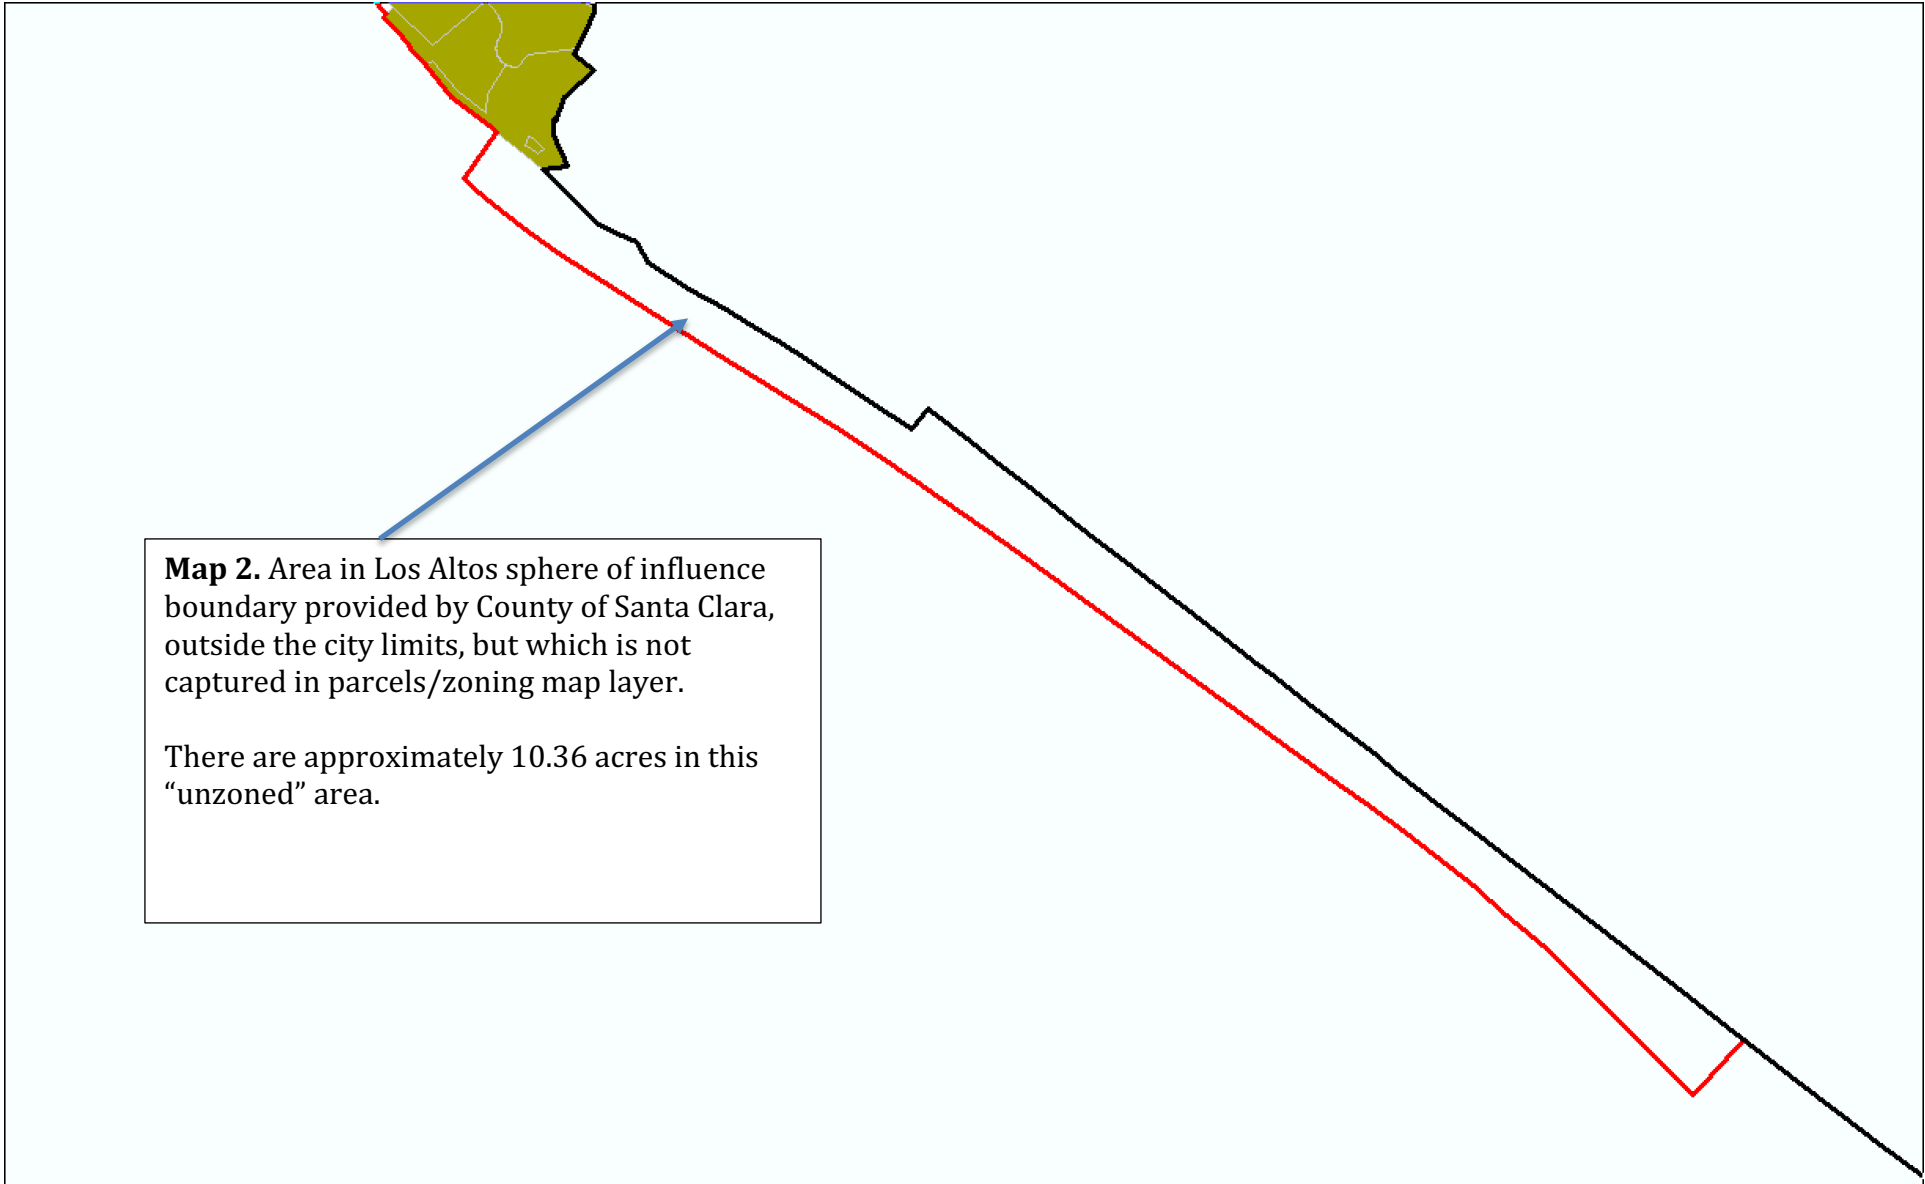 Map 2. Area in Los Altos sphere of influence
boundary provided by County of Santa Clara,
outside the city limits, but which is not
captured in parcels/zoning map layer.
There are approximately 10.36 acres in this
“unzoned” area.